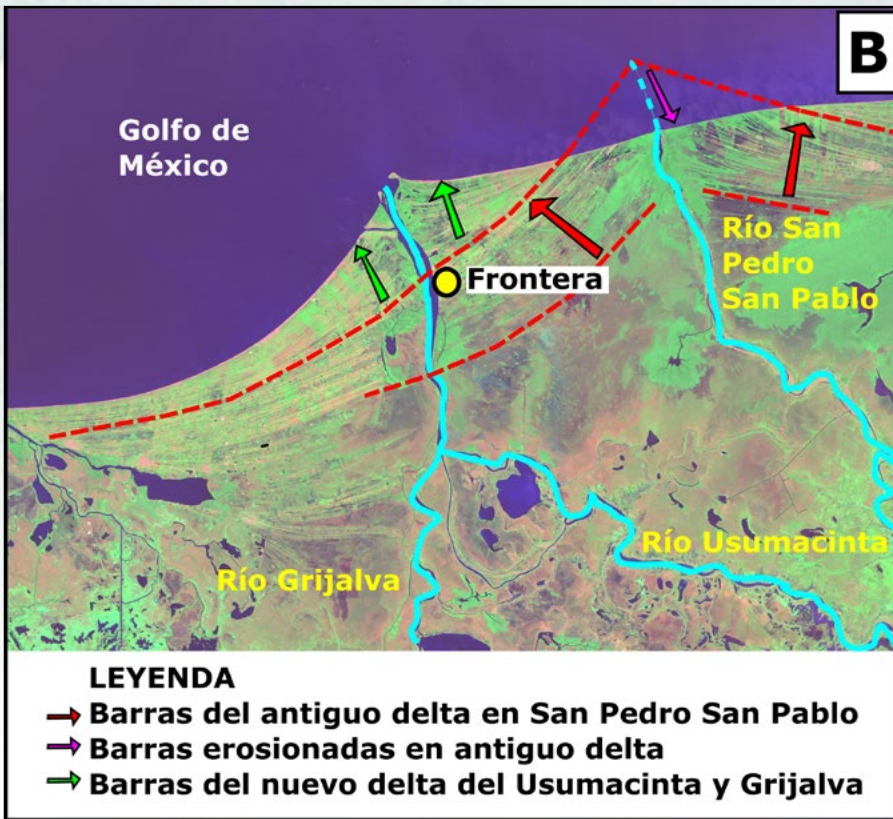 B
Golfo de
México
Río San
Pedro
San Pablo
Frontera
Río Usumacinta
Río Grijalva
LEYENDA
Barras del antiguo delta en San Pedro San Pablo
Barras erosionadas en antiguo delta
Barras del nuevo delta del Usumacinta y Grijalva